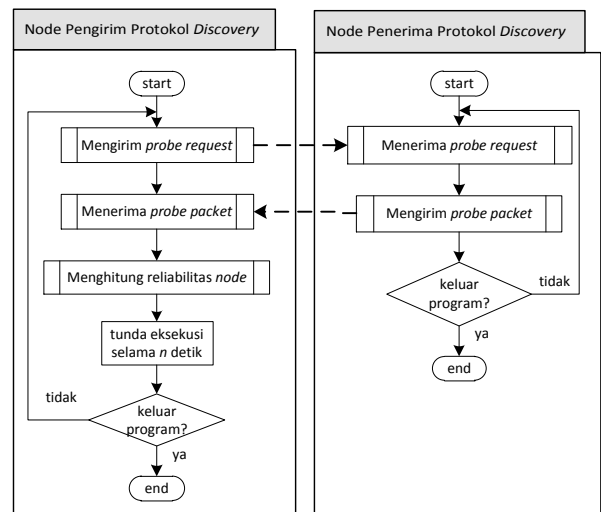 Node Pengirim Protokol Discovery
start
Mengirim probe request
Menerima probe packet
Menghitung reliabilitas node
tunda eksekusi
selama n detik
tidak
keluar
program?
ya
end
Node Penerima Protokol Discovery
start
Menerima probe request
Mengirim probe packet
keluar
program?
tidak
ya
end